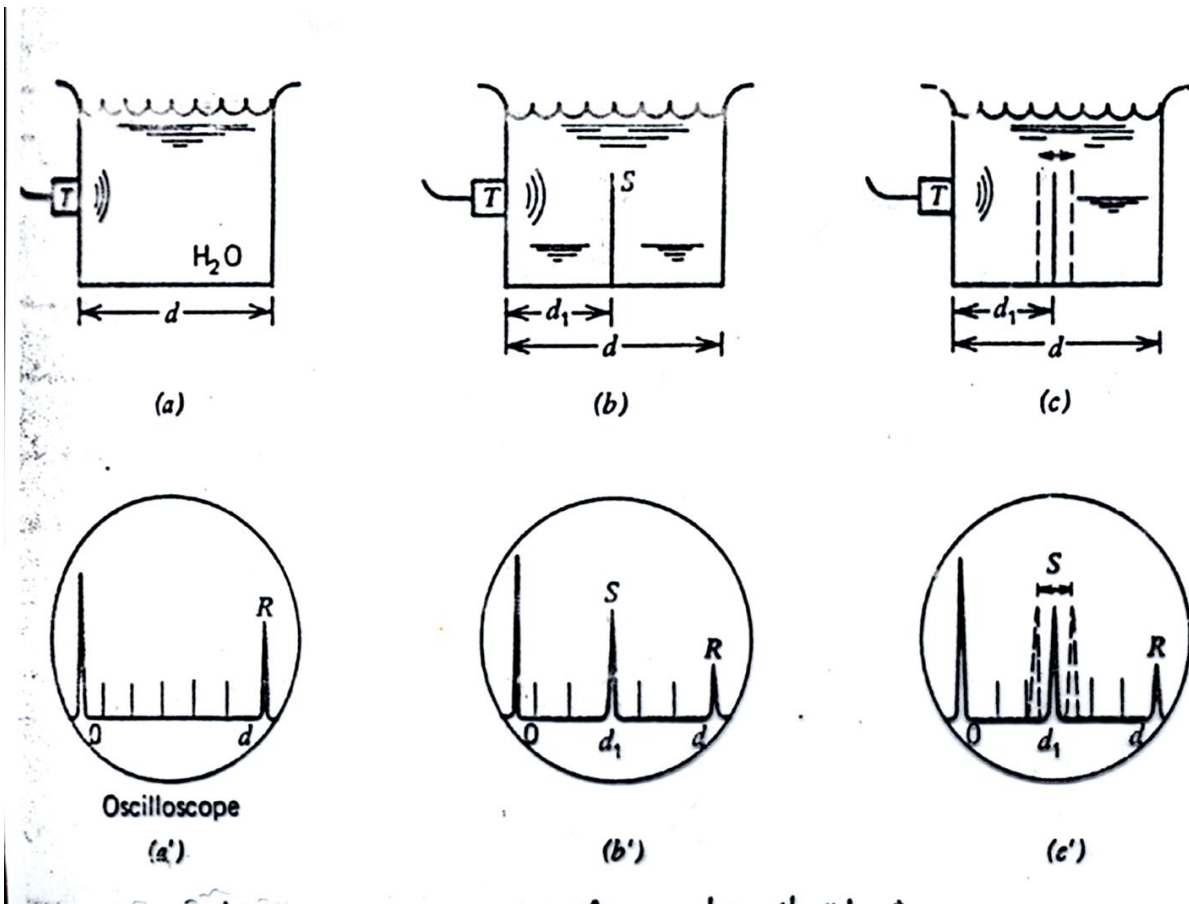 T
H₂O
d
(a)
T
S
d₁
d
(b)
T
d₁
d
(c)
R
0
d
Oscilloscope
(a')
S
R
0
d₁
d
(b')
S
R
0
d₁
d
(c')